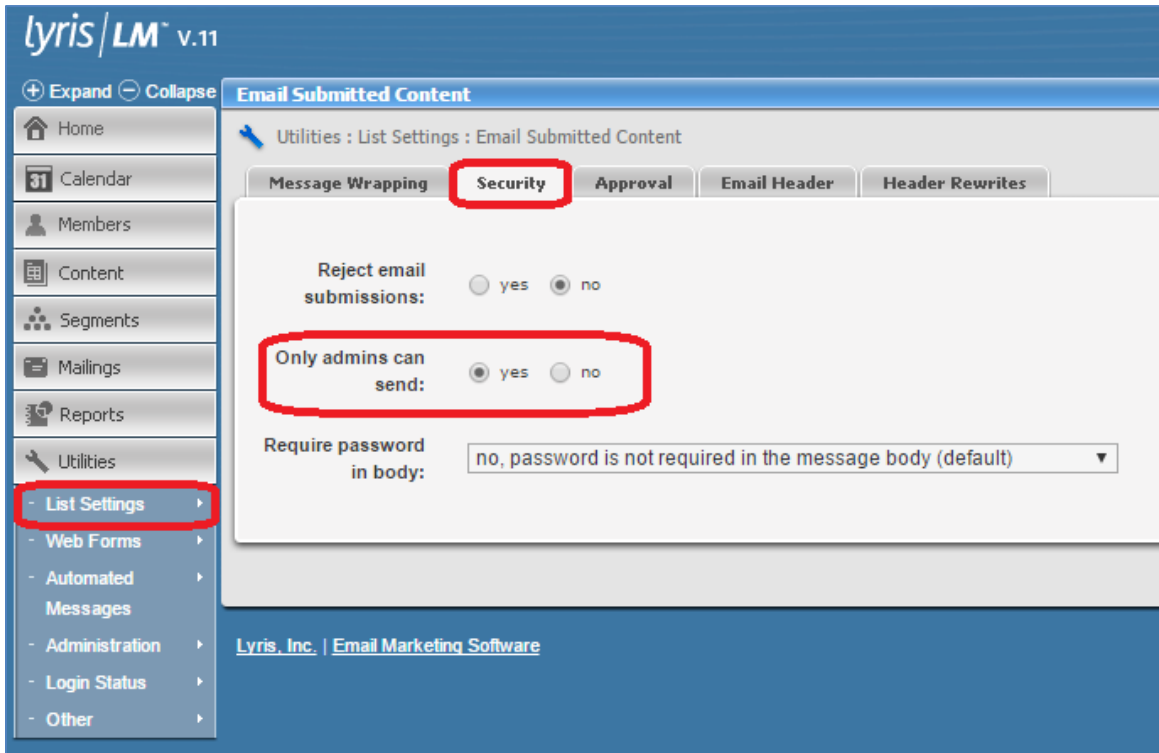 lyris/LM™ V.11
Expand Collapse
Home
31 Calendar
Members
Content
Segments
Mailings
Reports
Utilities
- List Settings
- Web Forms
- Automated
Messages
- Administration
- Login Status
- Other
Email Submitted Content
Utilities : List Settings : Email Submitted Content
Message Wrapping Security Approval Email Header Header Rewrites
Reject email
submissions:
yes no
Only admins can
send:
yes no
Require password
in body:
no, password is not required in the message body (default)
Lyris, Inc. | Email Marketing Software